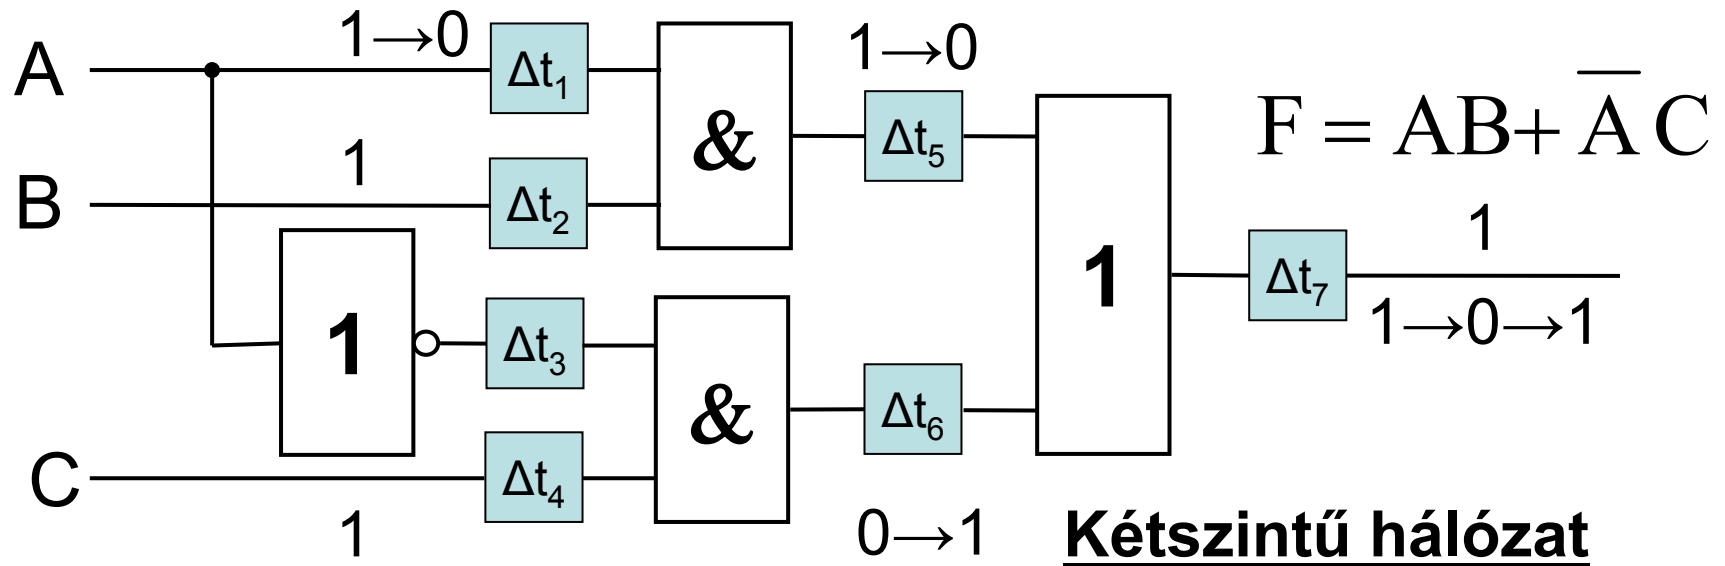 A
1→0
Δt₁
&
1→0
Δt₅
F = AB + A̅ C
B
1
Δt₂
1
Δt₃
1
Δt₇
1
1→0→1
&
Δt₆
C
Δt₄
1
0→1
Kétszintű hálózat